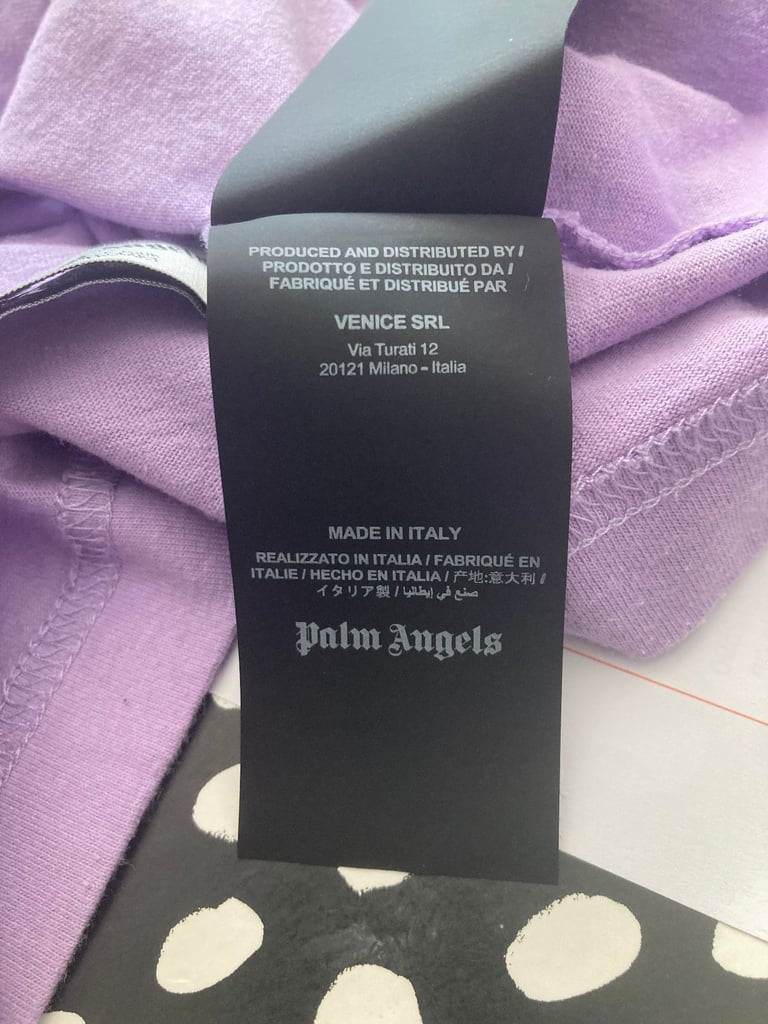 PRODUCED AND DISTRIBUTED BY /
PRODOTTO E DISTRIBUITO DA /
FABRIQUÉ ET DISTRIBUÉ PAR
VENICE SRL
Via Turati 12
20121 Milano - Italia
MADE IN ITALY
REALIZZATO IN ITALIA / FABRIQUÉ EN
ITALIE / HECHO EN ITALIA / 产地:意大利 /
イタリア製 / صنع في إيطاليا
Palm Angels